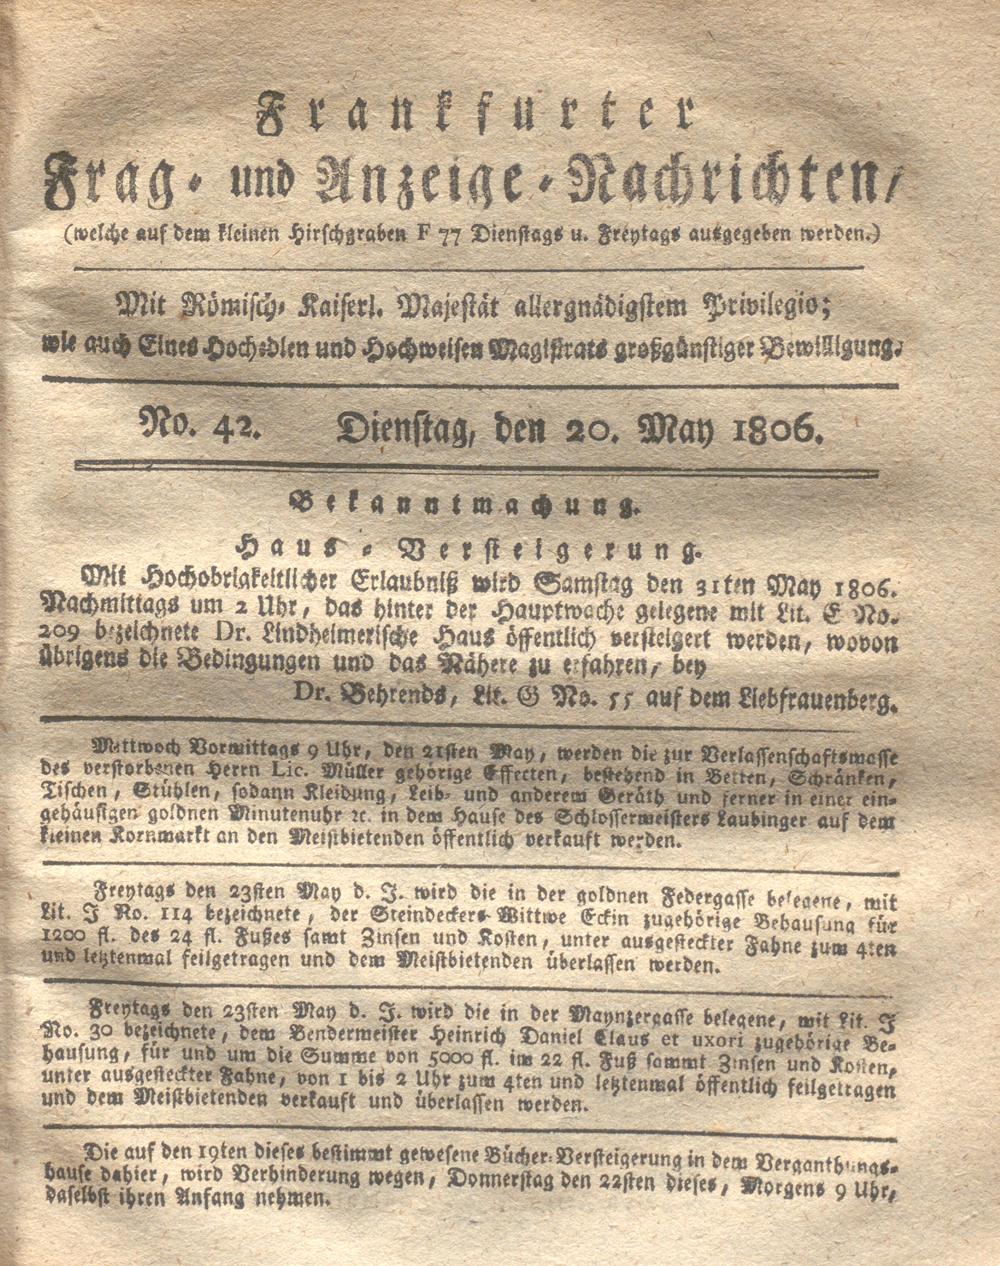 Frankfurter
Frag- und Anzeige-Nachrichten,
(welche auf dem kleinen Hirschgraben F 77 Dienstags u. Freytags ausgegeben werden.)
Mit Römisch- Kaiserl. Majestät allergnädigstem Privilegio;
wie auch Eines Hochedlen und Hochweisen Magistrats großgünstiger Bewilligung.
No. 42. Dienstag, den 20. May 1806.
Bekanntmachung.
Haus-Versteigerung.
Mit Hochobrigkeitlicher Erlaubniß wird Samstag den 31ten May 1806.
Nachmittags um 2 Uhr, das hinter der Hauptwache gelegene mit Lit. E No.
209 bezeichnete Dr. Lindheimerische Haus öffentlich versteigert werden, wovon
übrigens die Bedingungen und das Nähere zu erfahren, bey
Dr. Behrends, Lit. G No. 55 auf dem Liebfrauenberg.
Mittwoch Vormittags 9 Uhr, den 21sten May, werden die zur Verlassenschaftsmasse
des verstorbenen Herrn Lic. Müller gehörige Effecten, bestehend in Betten, Schränken,
Tischen, Stühlen, sodann Kleidung, Leib- und anderem Geräth und ferner in einer ein-
gehäusigen goldnen Minutenuhr ꝛc. in dem Hause des Schlossermeisters Laubinger auf dem
kleinen Kornmarkt an den Meistbietenden öffentlich verkauft werden.
Freytags den 23sten May d. J. wird die in der goldnen Federgasse belegene, mit
Lit. J No. 114 bezeichnete, der Steindeckers-Wittwe Eckin zugehörige Behausung für
1200 fl. des 24 fl. Fußes samt Zinsen und Kosten, unter ausgesteckter Fahne zum 4ten
und letztenmal feilgetragen und dem Meistbietenden überlassen werden.
Freytags den 23sten May d. J. wird die in der Maynzergasse belegene, mit Lit. J
No. 30 bezeichnete, dem Bendermeister Heinrich Daniel Claus et uxori zugehörige Be-
hausung, für und um die Summe von 5000 fl. im 22 fl. Fuß sammt Zinsen und Kosten,
unter ausgesteckter Fahne, von 1 bis 2 Uhr zum 4ten und letztenmal öffentlich feilgetragen
und dem Meistbietenden verkauft und überlassen werden.
Die auf den 19ten dieses bestimmt gewesene Bücher-Versteigerung in dem Verganthungs-
hause dahier, wird Verhinderung wegen, Donnerstag den 22sten dieses, Morgens 9 Uhr,
daselbst ihren Anfang nehmen.